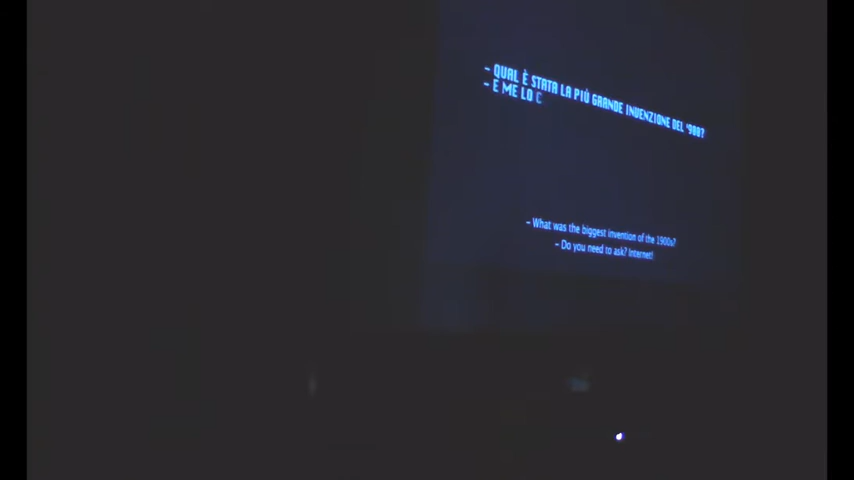 - QUAL È STATA LA PIÙ GRANDE INVENZIONE DEL '900?
- E ME LO C
- What was the biggest invention of the 1900s?
- Do you need to ask? Internet!